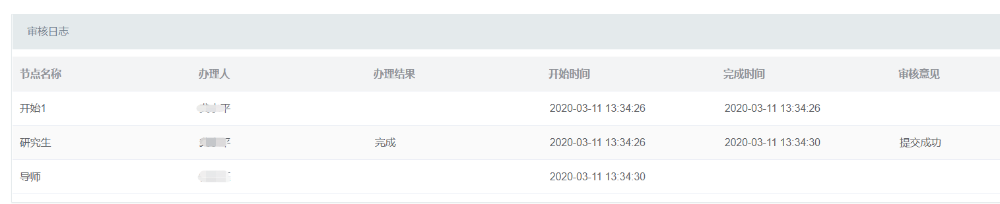 审核日志
节点名称 办理人 办理结果 开始时间 完成时间 审核意见
开始1 平 2020-03-11 13:34:26 2020-03-11 13:34:26
研究生 平 完成 2020-03-11 13:34:26 2020-03-11 13:34:30 提交成功
导师 2020-03-11 13:34:30